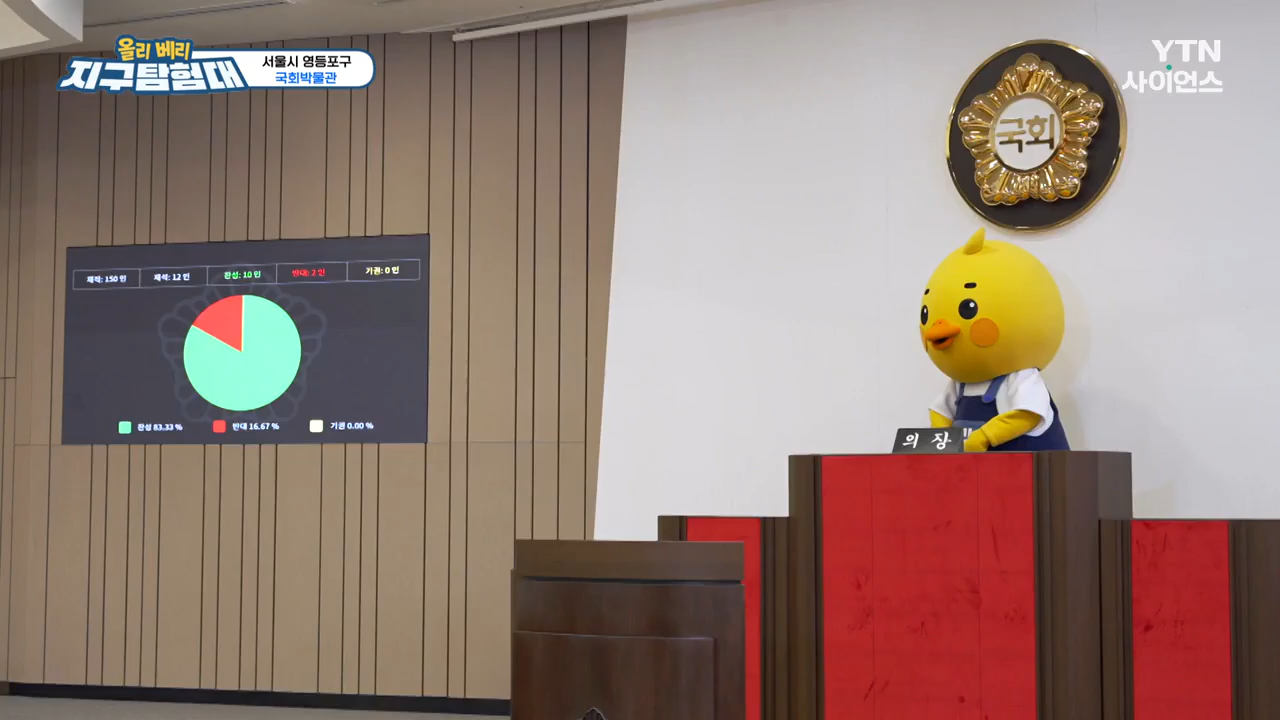 올리 베리
지구탐험대
서울시 영등포구
국회박물관
YTN
사이언스
국회
재적: 150 인
재석: 12 인
찬성: 10 인
반대: 2 인
기권: 0 인
찬성 83.33 %
반대 16.67 %
기권 0.00 %
의 장